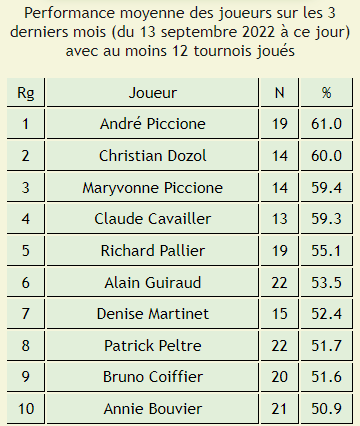 Performance moyenne des joueurs sur les 3
derniers mois (du 13 septembre 2022 à ce jour)
avec au moins 12 tournois joués
Rg Joueur N %
1 André Piccione 19 61.0
2 Christian Dozol 14 60.0
3 Maryvonne Piccione 14 59.4
4 Claude Cavailler 13 59.3
5 Richard Pallier 19 55.1
6 Alain Guiraud 22 53.5
7 Denise Martinet 15 52.4
8 Patrick Peltre 22 51.7
9 Bruno Coiffier 20 51.6
10 Annie Bouvier 21 50.9